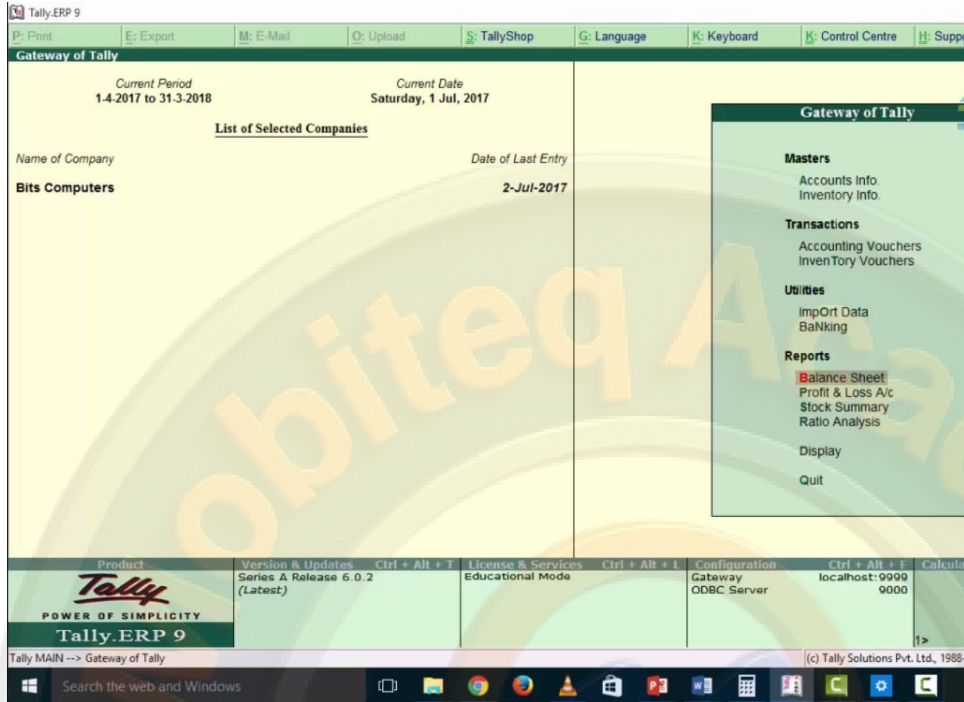 Tally.ERP 9
P: Print E: Export M: E-Mail O: Upload S: TallyShop G: Language K: Keyboard K: Control Centre H: Supp
Gateway of Tally
Current Period Current Date
1-4-2017 to 31-3-2018 Saturday, 1 Jul, 2017
List of Selected Companies
Name of Company Date of Last Entry
Bits Computers 2-Jul-2017
Gateway of Tally
Masters
Accounts Info.
Inventory Info.
Transactions
Accounting Vouchers
InvenTory Vouchers
Utilities
ImpOrt Data
BaNking
Reports
Balance Sheet
Profit & Loss A/c
Stock Summary
Ratio Analysis
Display
Quit
obiteq A
Product Version & Updates Ctrl + Alt + T License & Services Ctrl + Alt + L Configuration Ctrl + Alt + F Calcula
Tally
POWER OF SIMPLICITY
Tally.ERP 9
Series A Release 6.0.2
(Latest)
Educational Mode
Gateway localhost:9999
ODBC Server 9000
1>
Tally MAIN --> Gateway of Tally (c) Tally Solutions Pvt. Ltd., 1988-
Search the web and Windows